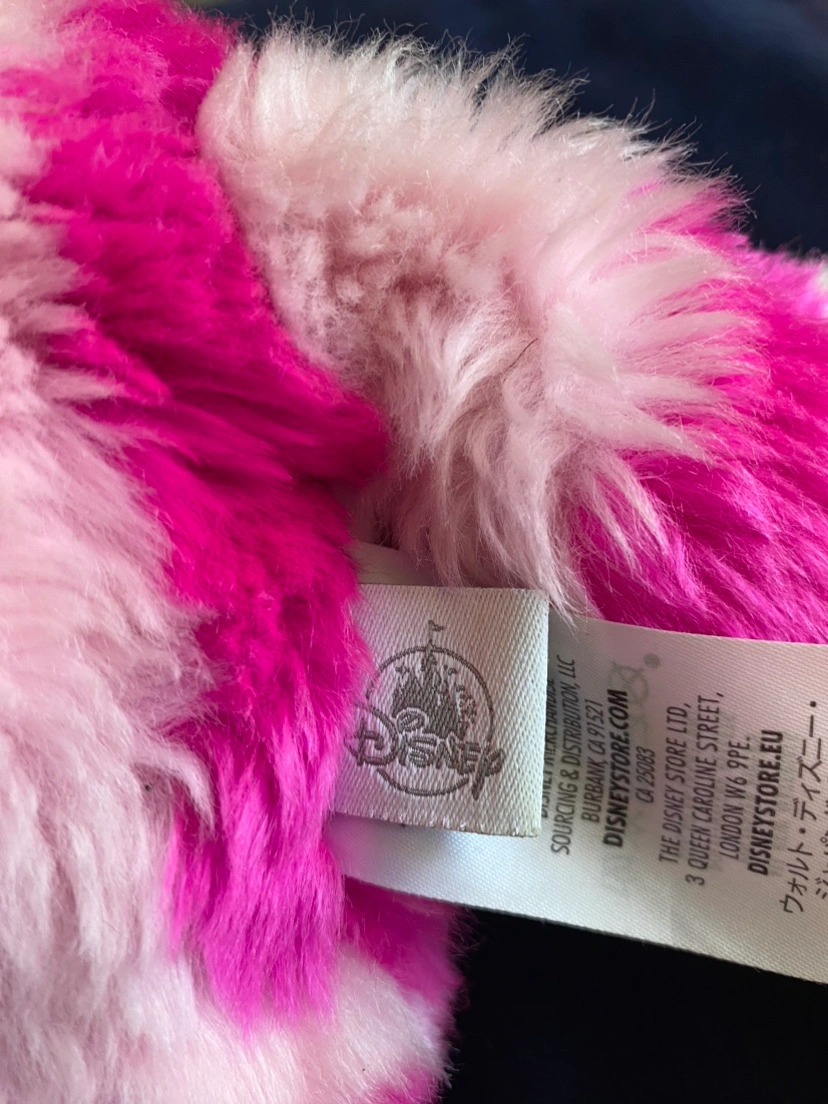 Disney
SOURCING & DISTRIBUTION, LLC
BURBANK, CA 91521
DISNEYSTORE.COM
CA 25083
THE DISNEY STORE LTD,
3 QUEEN CAROLINE STREET,
LONDON W6 9PE.
DISNEYSTORE.EU
ウォルト・ディズニー・